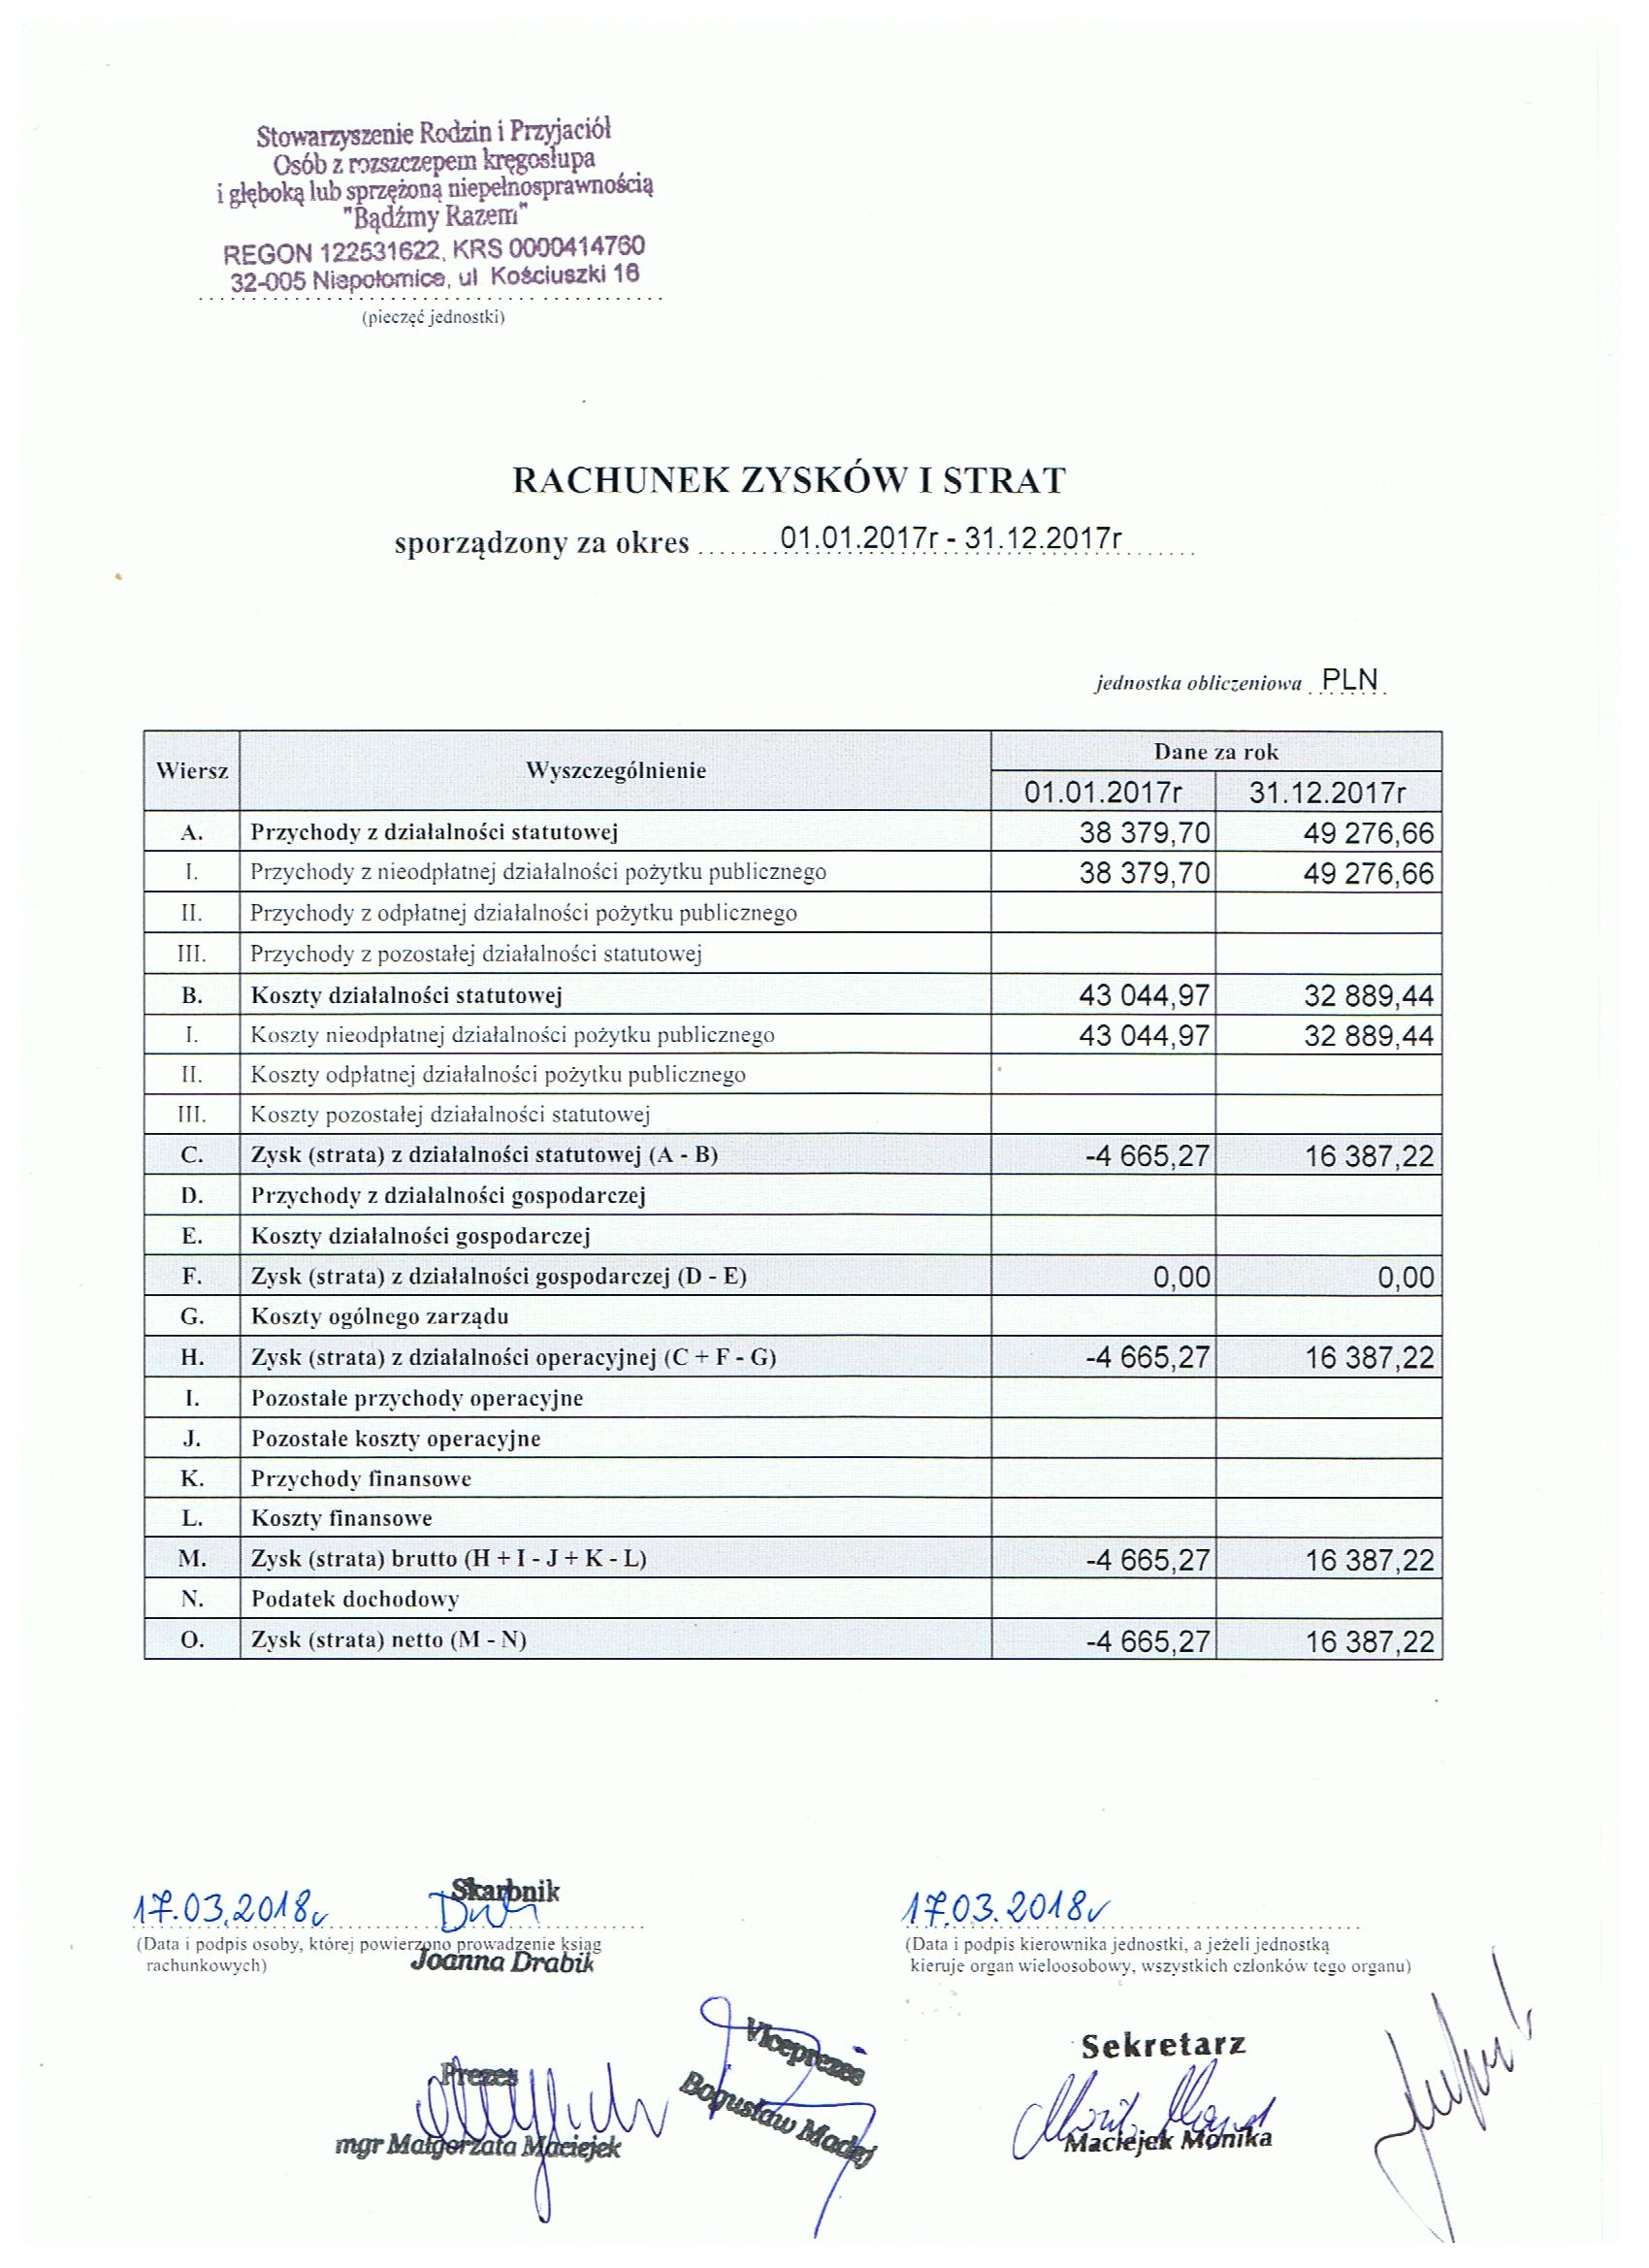 Stowarzyszenie Rodzin i Przyjaciół
Osób z rozszczepem kręgosłupa
i głęboką lub sprzężoną niepełnosprawnością
"Bądźmy Razem"
REGON 122531622, KRS 0000414760
32-005 Niepołomice, ul Kościuszki 16
(pieczęć jednostki)
RACHUNEK ZYSKÓW I STRAT
sporządzony za okres 01.01.2017r - 31.12.2017r
jednostka obliczeniowa PLN
Wiersz Wyszczególnienie Dane za rok
01.01.2017r 31.12.2017r
A. Przychody z działalności statutowej 38 379,70 49 276,66
I. Przychody z nieodpłatnej działalności pożytku publicznego 38 379,70 49 276,66
II. Przychody z odpłatnej działalności pożytku publicznego
III. Przychody z pozostałej działalności statutowej
B. Koszty działalności statutowej 43 044,97 32 889,44
I. Koszty nieodpłatnej działalności pożytku publicznego 43 044,97 32 889,44
II. Koszty odpłatnej działalności pożytku publicznego
III. Koszty pozostałej działalności statutowej
C. Zysk (strata) z działalności statutowej (A - B) -4 665,27 16 387,22
D. Przychody z działalności gospodarczej
E. Koszty działalności gospodarczej
F. Zysk (strata) z działalności gospodarczej (D - E) 0,00 0,00
G. Koszty ogólnego zarządu
H. Zysk (strata) z działalności operacyjnej (C + F - G) -4 665,27 16 387,22
I. Pozostałe przychody operacyjne
J. Pozostałe koszty operacyjne
K. Przychody finansowe
L. Koszty finansowe
M. Zysk (strata) brutto (H + I - J + K - L) -4 665,27 16 387,22
N. Podatek dochodowy
O. Zysk (strata) netto (M - N) -4 665,27 16 387,22
17.03.2018r Skarbnik
(Data i podpis osoby, której powierzono prowadzenie ksiąg
rachunkowych)
Joanna Drabik
17.03.2018r
(Data i podpis kierownika jednostki, a jeżeli jednostką
kieruje organ wieloosobowy, wszystkich członków tego organu)
Prezes
mgr Małgorzata Maciejek
Viceprezes
Bogusław Madej
Sekretarz
Maciejek Monika